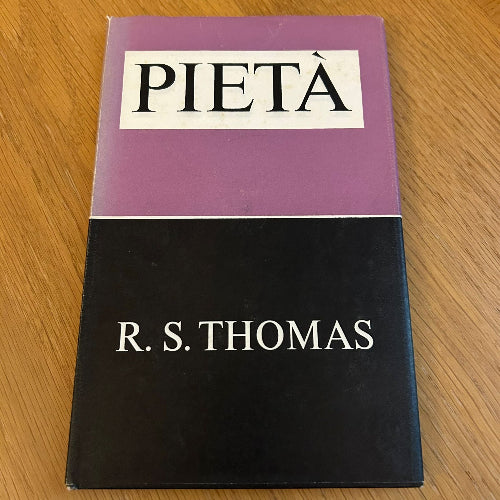 PIETÀ
R. S. THOMAS